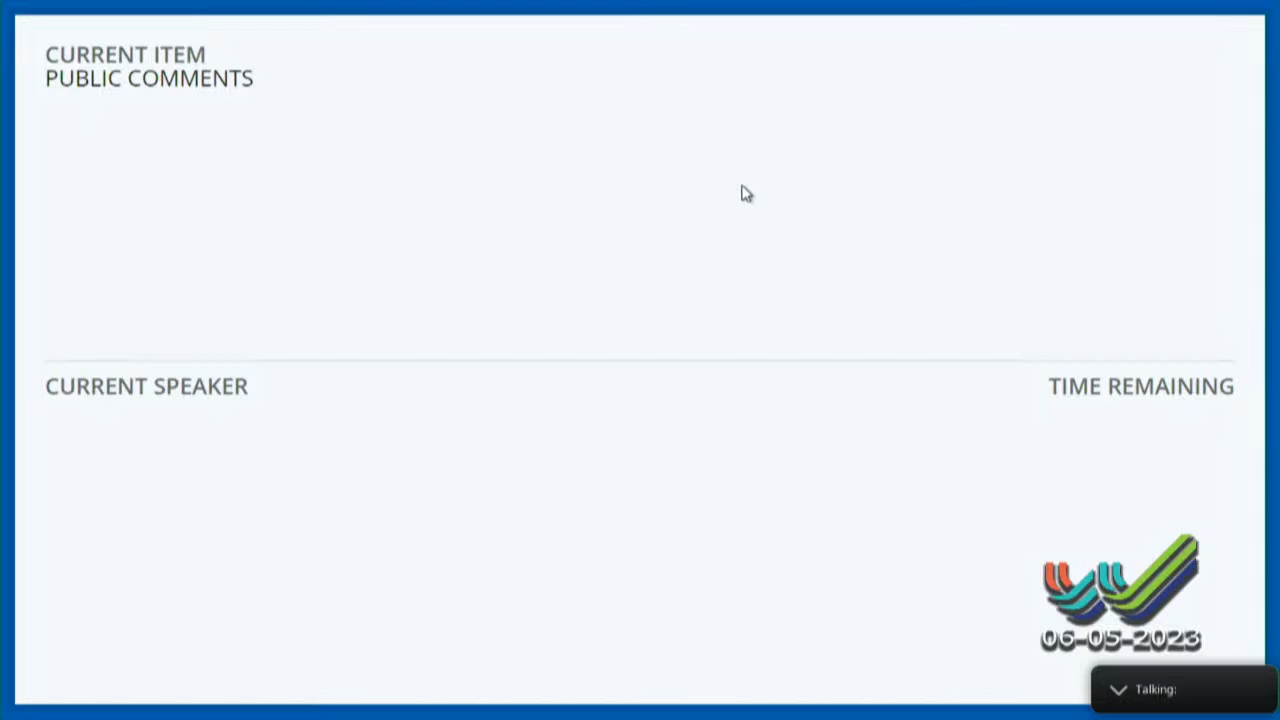 CURRENT ITEM
PUBLIC COMMENTS
CURRENT SPEAKER
TIME REMAINING
06-05-2023
Talking: